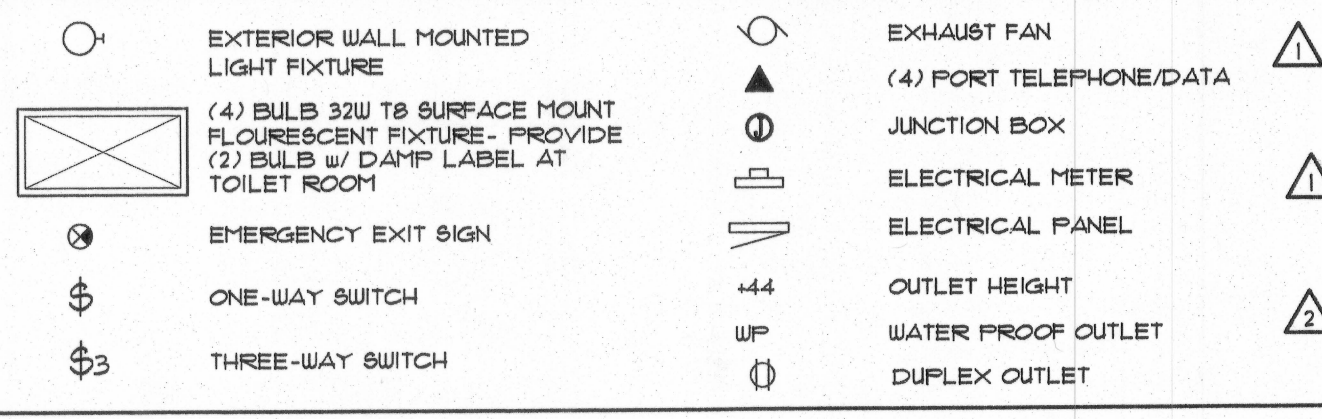 EXTERIOR WALL MOUNTED
LIGHT FIXTURE
(4) BULB 32W T8 SURFACE MOUNT
FLOURESCENT FIXTURE- PROVIDE
(2) BULB w/ DAMP LABEL AT
TOILET ROOM
EMERGENCY EXIT SIGN
$ ONE-WAY SWITCH
$3 THREE-WAY SWITCH
EXHAUST FAN
(4) PORT TELEPHONE/DATA
J JUNCTION BOX
ELECTRICAL METER
ELECTRICAL PANEL
+44 OUTLET HEIGHT
WP WATER PROOF OUTLET
DUPLEX OUTLET
1
1
2